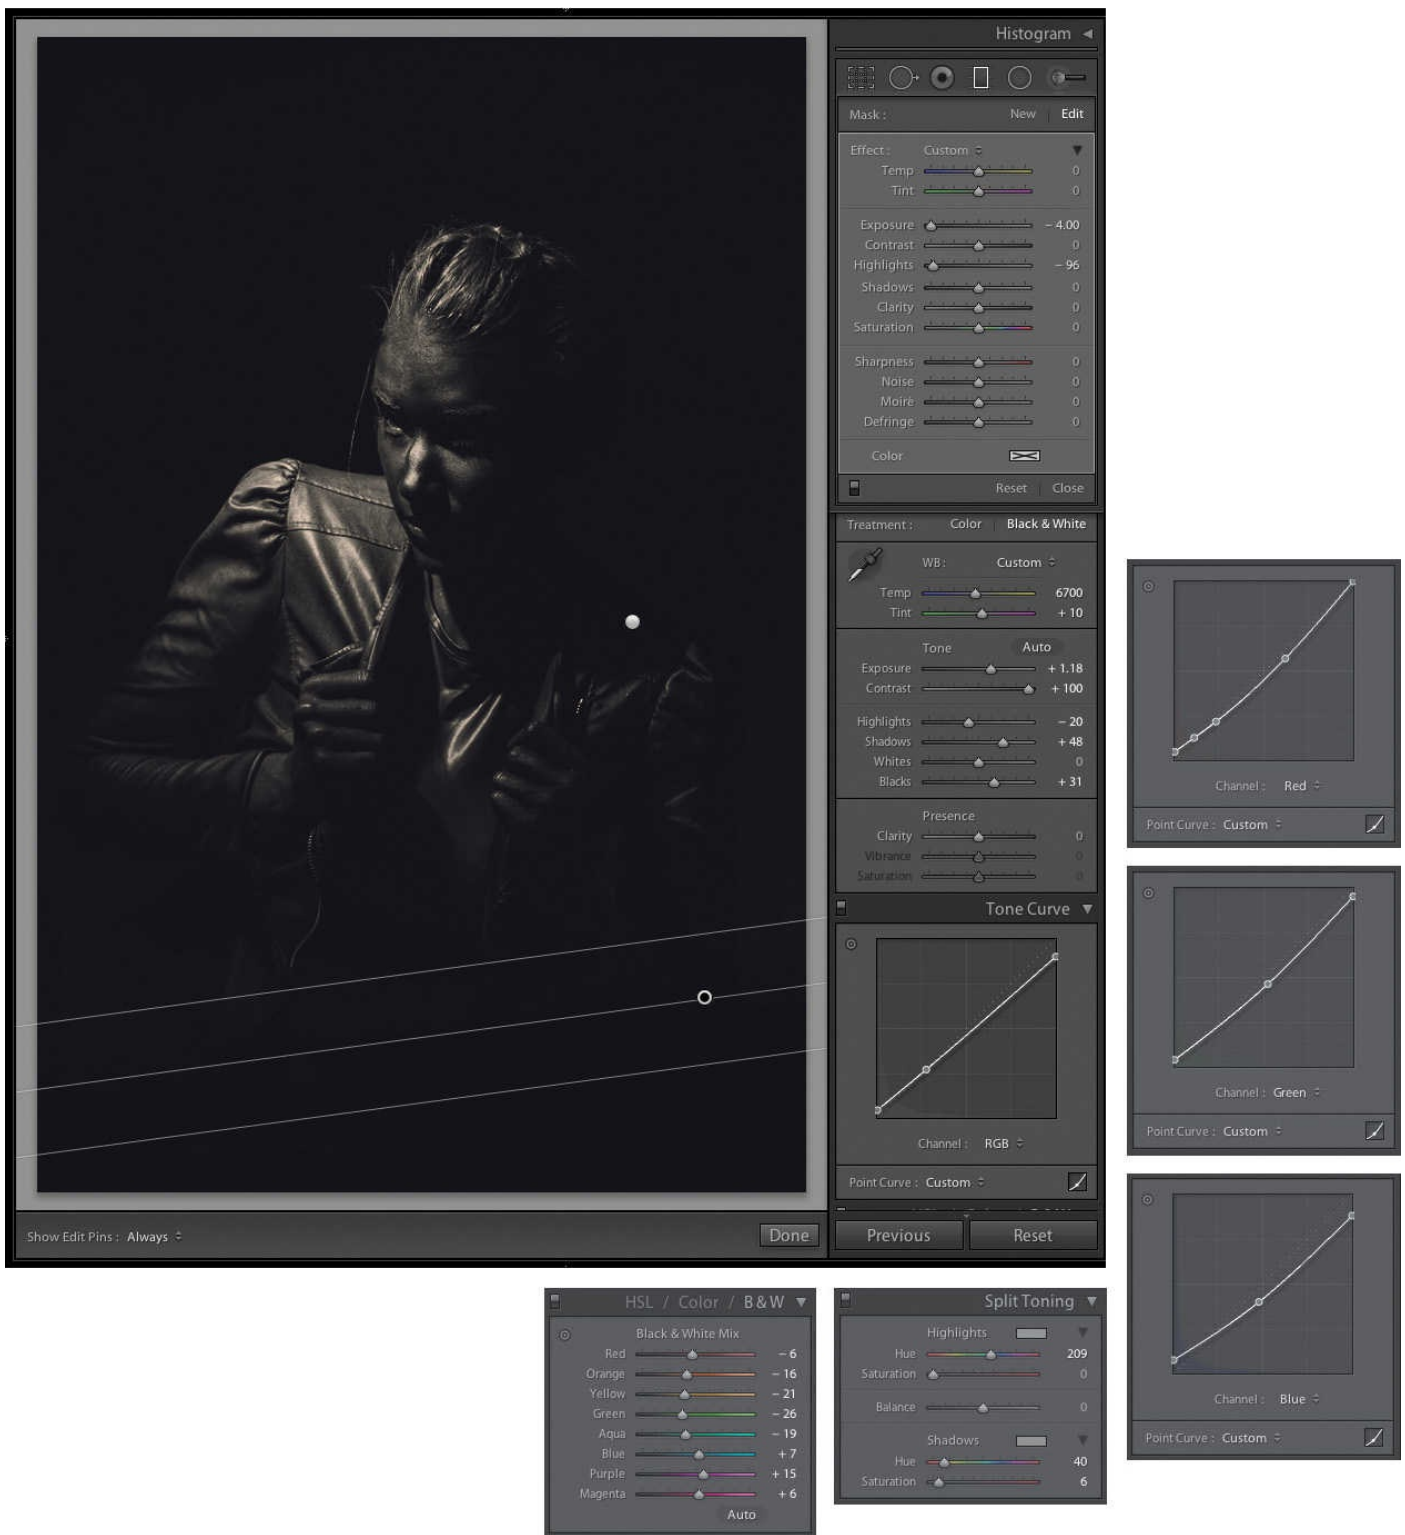 Histogram
Mask : New Edit
Effect : Custom
Temp 0
Tint 0
Exposure – 4.00
Contrast 0
Highlights – 96
Shadows 0
Clarity 0
Saturation 0
Sharpness 0
Noise 0
Moire 0
Defringe 0
Color
Reset Close
Treatment : Color Black & White
WB : Custom
Temp 6700
Tint + 10
Tone Auto
Exposure + 1.18
Contrast + 100
Highlights – 20
Shadows + 48
Whites 0
Blacks + 31
Presence
Clarity 0
Vibrance 0
Saturation 0
Tone Curve
Channel : RGB
Point Curve : Custom
Previous Reset
Show Edit Pins : Always Done
Channel : Red
Point Curve : Custom
Channel : Green
Point Curve : Custom
Channel : Blue
Point Curve : Custom
HSL / Color / B & W
Black & White Mix
Red – 6
Orange – 16
Yellow – 21
Green – 26
Aqua – 19
Blue + 7
Purple + 15
Magenta + 6
Auto
Split Toning
Highlights
Hue 209
Saturation 0
Balance 0
Shadows
Hue 40
Saturation 6